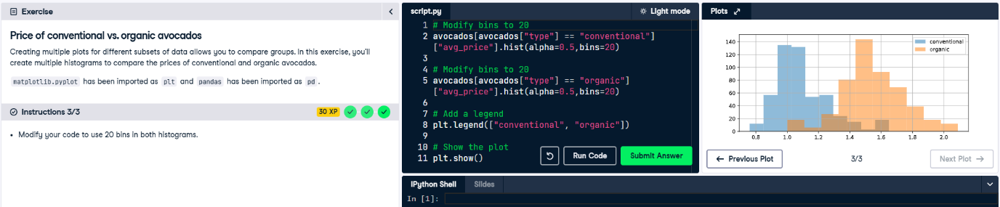 Exercise
Price of conventional vs. organic avocados
Creating multiple plots for different subsets of data allows you to compare groups. In this exercise, you'll
create multiple histograms to compare the prices of conventional and organic avocados.
matplotlib.pyplot has been imported as plt and pandas has been imported as pd.
Instructions 3/3
30 XP
• Modify your code to use 20 bins in both histograms.
script.py
Light mode
1 # Modify bins to 20
2 avocados[avocados["type"] == "conventional"]
["avg_price"].hist(alpha=0.5,bins=20)
3
4 # Modify bins to 20
5 avocados[avocados["type"] == "organic"]
["avg_price"].hist(alpha=0.5,bins=20)
6
7 # Add a legend
8 plt.legend(["conventional", "organic"])
9
10 # Show the plot
11 plt.show()
Run Code
Submit Answer
IPython Shell
Slides
In [1]:
Plots
conventional
organic
140
120
100
80
60
40
20
0
0.8 1.0 1.2 1.4 1.6 1.8 2.0
← Previous Plot
3/3
Next Plot →